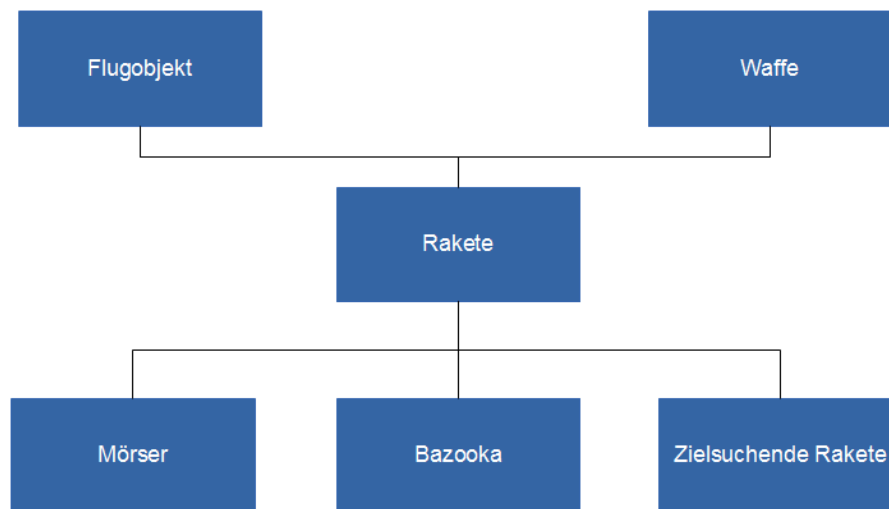 Flugobjekt
Waffe
Rakete
Mörser
Bazooka
Zielsuchende Rakete